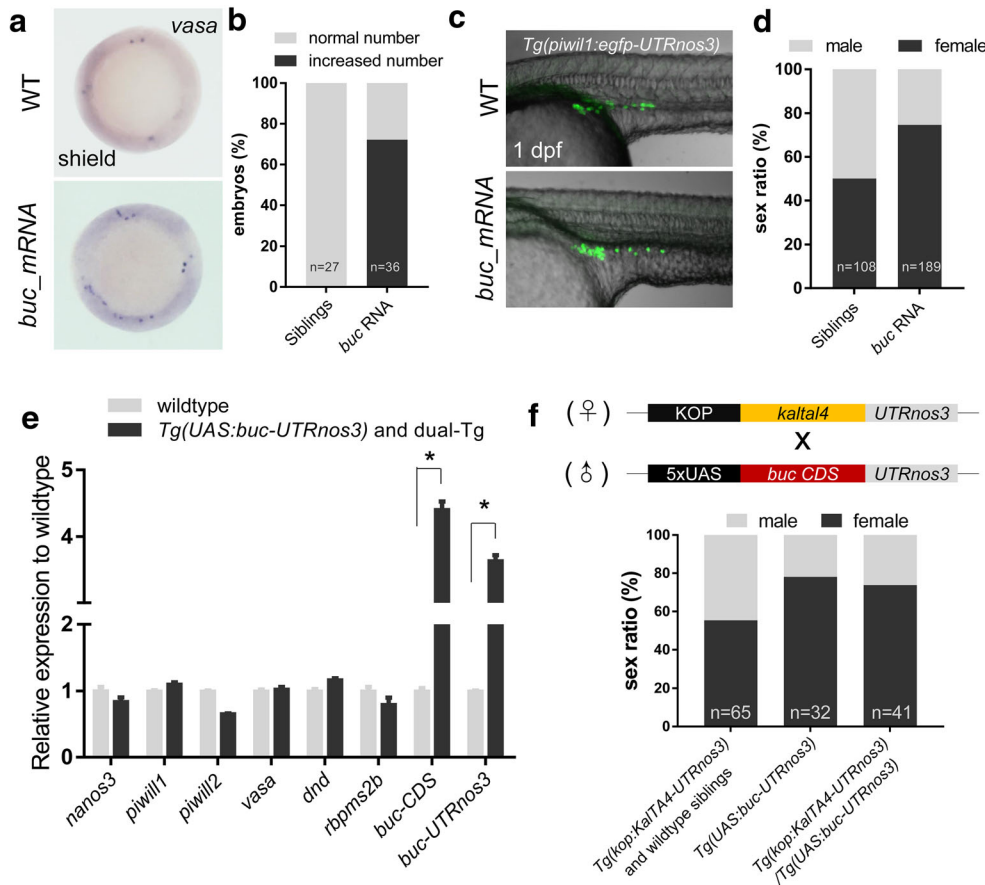 a
vasa
WT
shield
buc_mRNA
b
normal number
increased number
embryos (%)
100
80
60
40
20
0
n=27
n=36
Siblings
buc RNA
c
Tg(piwil1:egfp-UTRnos3)
WT
1 dpf
buc_mRNA
d
male
female
sex ratio (%)
100
80
60
40
20
0
n=108
n=189
Siblings
buc RNA
e
wildtype
Tg(UAS:buc-UTRnos3) and dual-Tg
Relative expression to wildtype
5
4
2
1
0
*
*
nanos3
piwill1
piwill2
vasa
dnd
rbpms2b
buc-CDS
buc-UTRnos3
f
(♀)
KOP
kaltal4
UTRnos3
X
(♂)
5xUAS
buc CDS
UTRnos3
male
female
sex ratio (%)
100
80
60
40
20
0
n=65
n=32
n=41
Tg(kop:KalTA4-UTRnos3)
and wildtype siblings
Tg(UAS:buc-UTRnos3)
Tg(kop:KalTA4-UTRnos3)
/Tg(UAS:buc-UTRnos3)